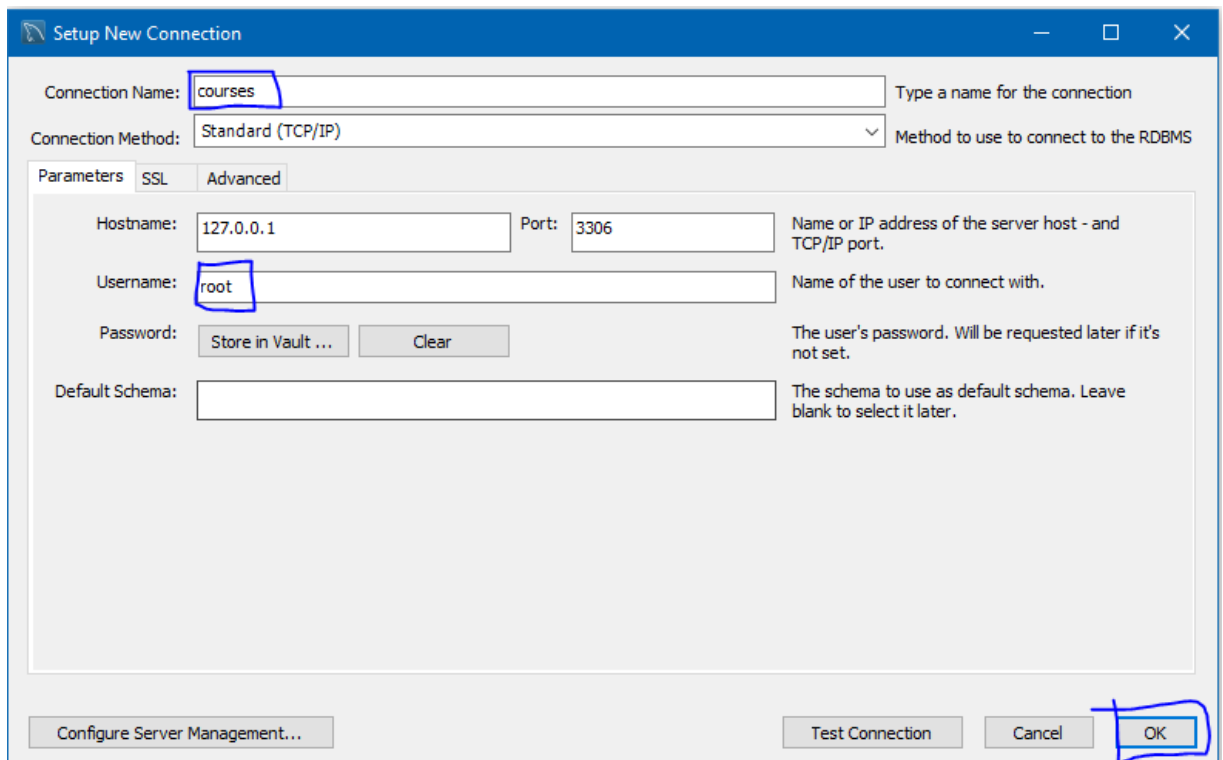 Setup New Connection
Connection Name: courses Type a name for the connection
Connection Method: Standard (TCP/IP) Method to use to connect to the RDBMS
Parameters SSL Advanced
Hostname: 127.0.0.1 Port: 3306 Name or IP address of the server host - and
TCP/IP port.
Username: root Name of the user to connect with.
Password: Store in Vault ... Clear The user's password. Will be requested later if it's
not set.
Default Schema: The schema to use as default schema. Leave
blank to select it later.
Configure Server Management... Test Connection Cancel OK